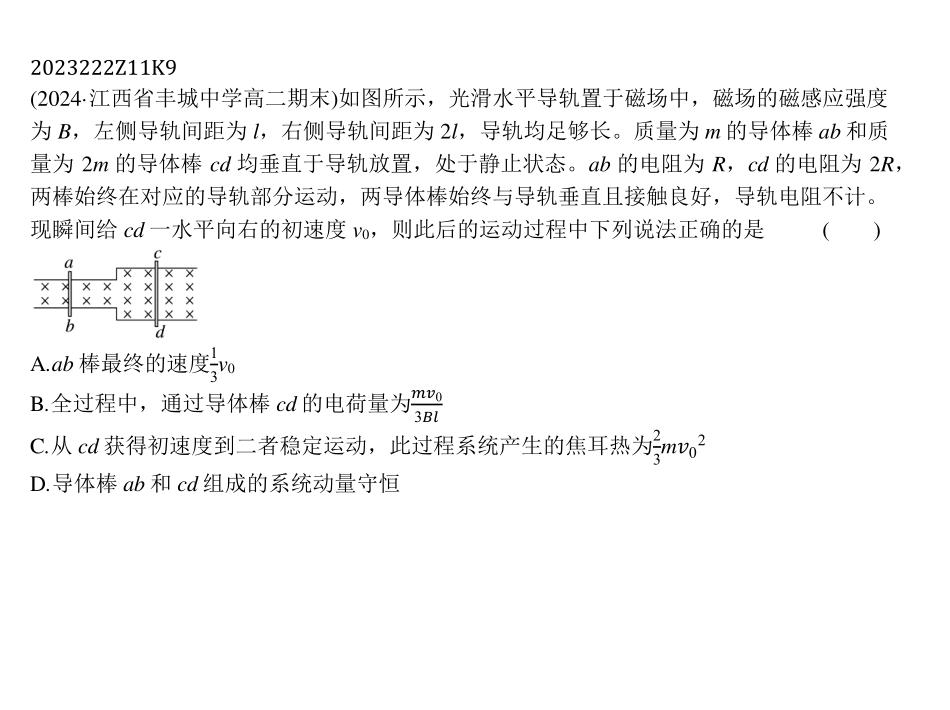 2023222Z11K9
(2024·江西省丰城中学高二期末)如图所示，光滑水平导轨置于磁场中，磁场的磁感应强度
为 B，左侧导轨间距为 l，右侧导轨间距为 2l，导轨均足够长。质量为 m 的导体棒 ab 和质
量为 2m 的导体棒 cd 均垂直于导轨放置，处于静止状态。ab 的电阻为 R，cd 的电阻为 2R，
两棒始终在对应的导轨部分运动，两导体棒始终与导轨垂直且接触良好，导轨电阻不计。
现瞬间给 cd 一水平向右的初速度 v₀，则此后的运动过程中下列说法正确的是 (    )
a c
b d
A.ab 棒最终的速度1/3v₀
B.全过程中，通过导体棒 cd 的电荷量为mv₀/3Bl
C.从 cd 获得初速度到二者稳定运动，此过程系统产生的焦耳热为2/3mv₀²
D.导体棒 ab 和 cd 组成的系统动量守恒